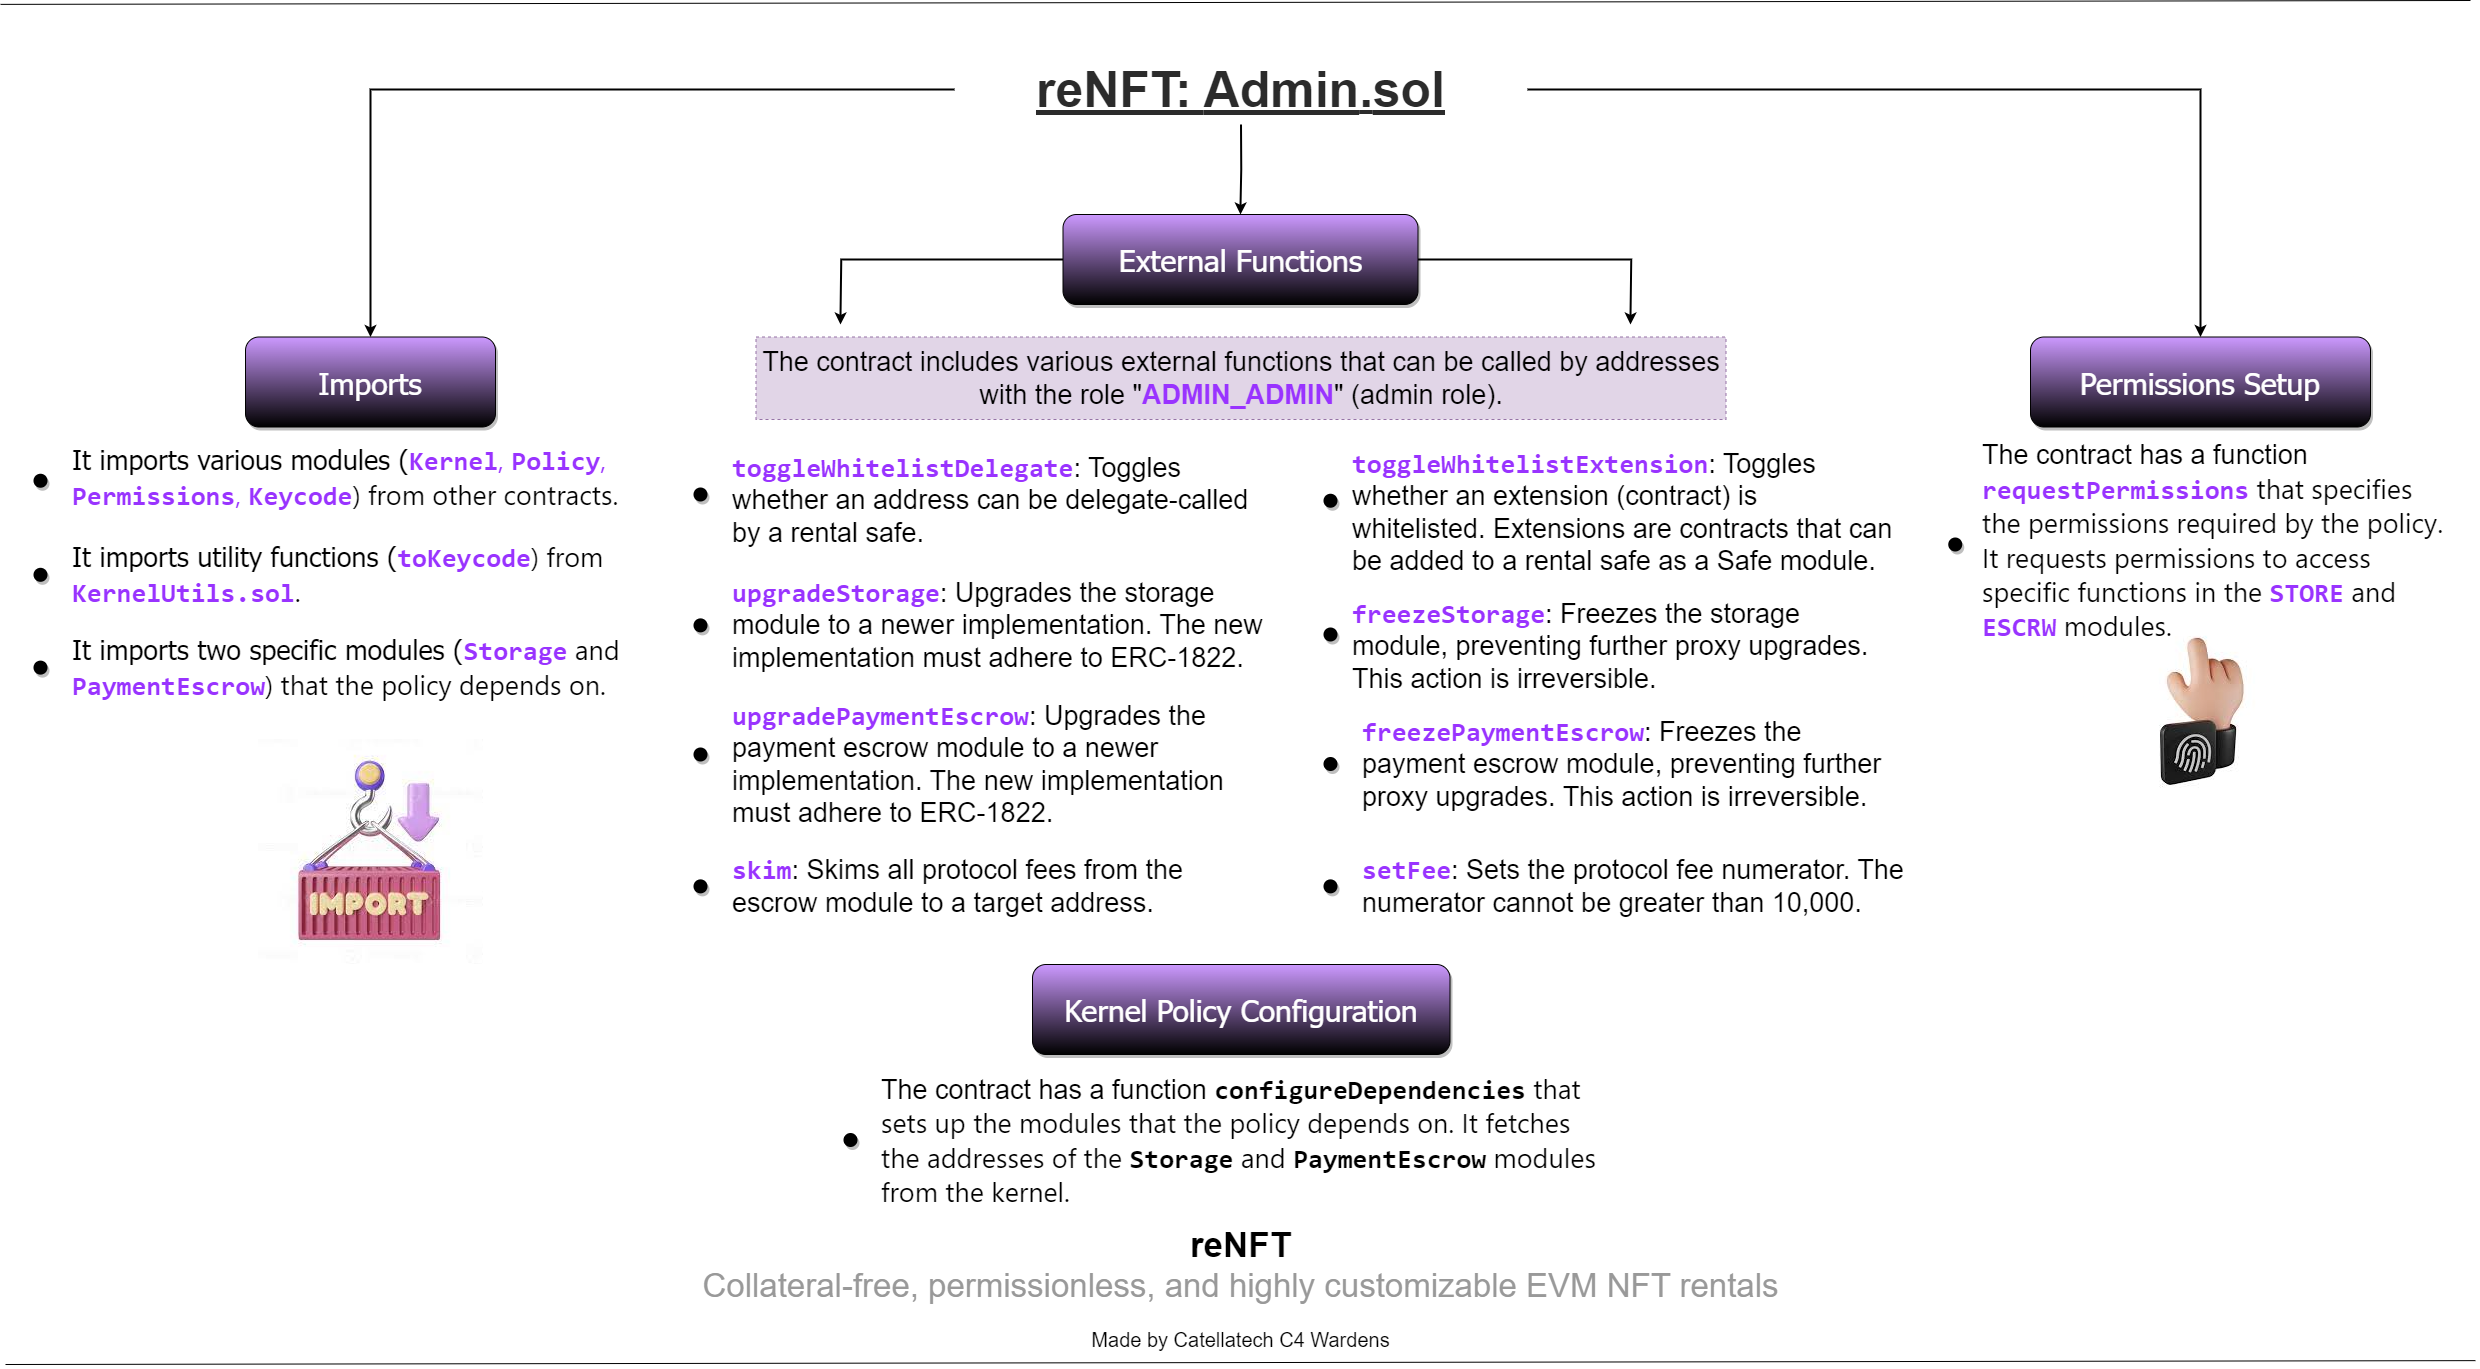 reNFT: Admin.sol
External Functions
The contract includes various external functions that can be called by addresses
with the role "ADMIN_ADMIN" (admin role).
Imports
It imports various modules (Kernel, Policy,
Permissions, Keycode) from other contracts.
It imports utility functions (toKeycode) from
KernelUtils.sol.
It imports two specific modules (Storage and
PaymentEscrow) that the policy depends on.
IMPORT
toggleWhitelistDelegate: Toggles
whether an address can be delegate-called
by a rental safe.
upgradeStorage: Upgrades the storage
module to a newer implementation. The new
implementation must adhere to ERC-1822.
upgradePaymentEscrow: Upgrades the
payment escrow module to a newer
implementation. The new implementation
must adhere to ERC-1822.
skim: Skims all protocol fees from the
escrow module to a target address.
toggleWhitelistExtension: Toggles
whether an extension (contract) is
whitelisted. Extensions are contracts that can
be added to a rental safe as a Safe module.
freezeStorage: Freezes the storage
module, preventing further proxy upgrades.
This action is irreversible.
freezePaymentEscrow: Freezes the
payment escrow module, preventing further
proxy upgrades. This action is irreversible.
setFee: Sets the protocol fee numerator. The
numerator cannot be greater than 10,000.
Permissions Setup
The contract has a function
requestPermissions that specifies
the permissions required by the policy.
It requests permissions to access
specific functions in the STORE and
ESCRW modules.
Kernel Policy Configuration
The contract has a function configureDependencies that
sets up the modules that the policy depends on. It fetches
the addresses of the Storage and PaymentEscrow modules
from the kernel.
reNFT
Collateral-free, permissionless, and highly customizable EVM NFT rentals
Made by Catellatech C4 Wardens